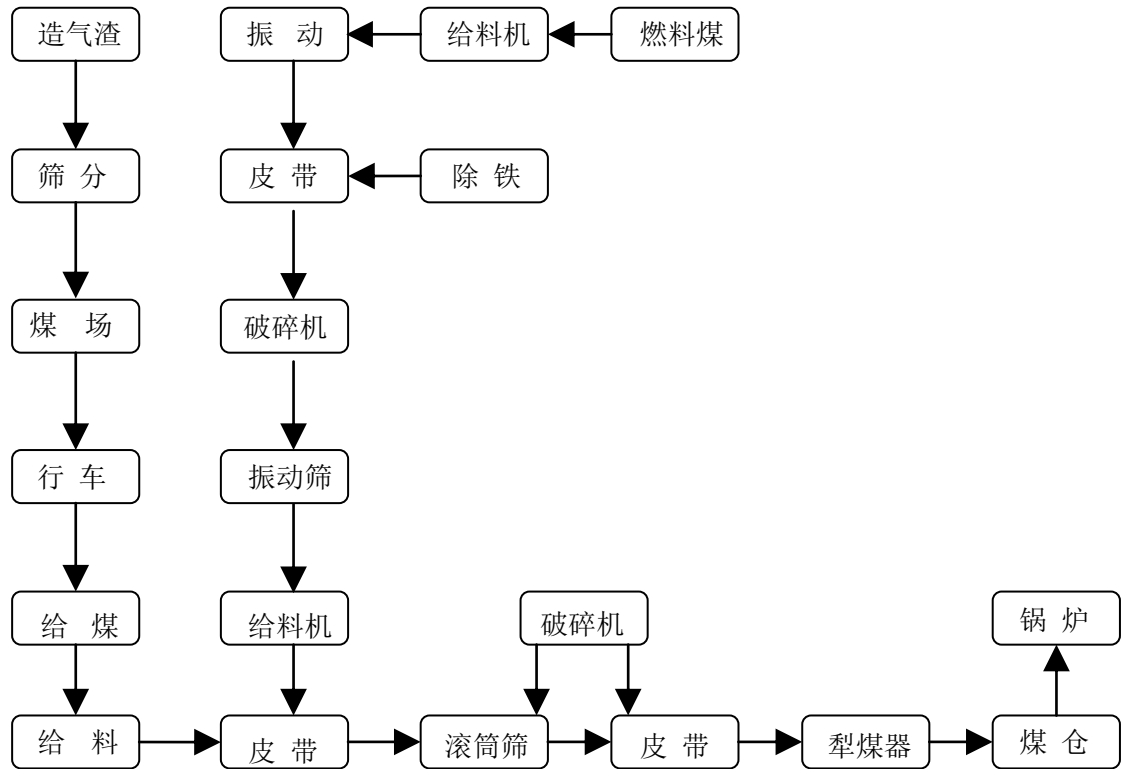 造气渣
振 动
给料机
燃料煤
筛 分
皮 带
除 铁
煤 场
破碎机
行 车
振动筛
给 煤
给料机
破碎机
锅 炉
给 料
皮 带
滚筒筛
皮 带
犁煤器
煤 仓